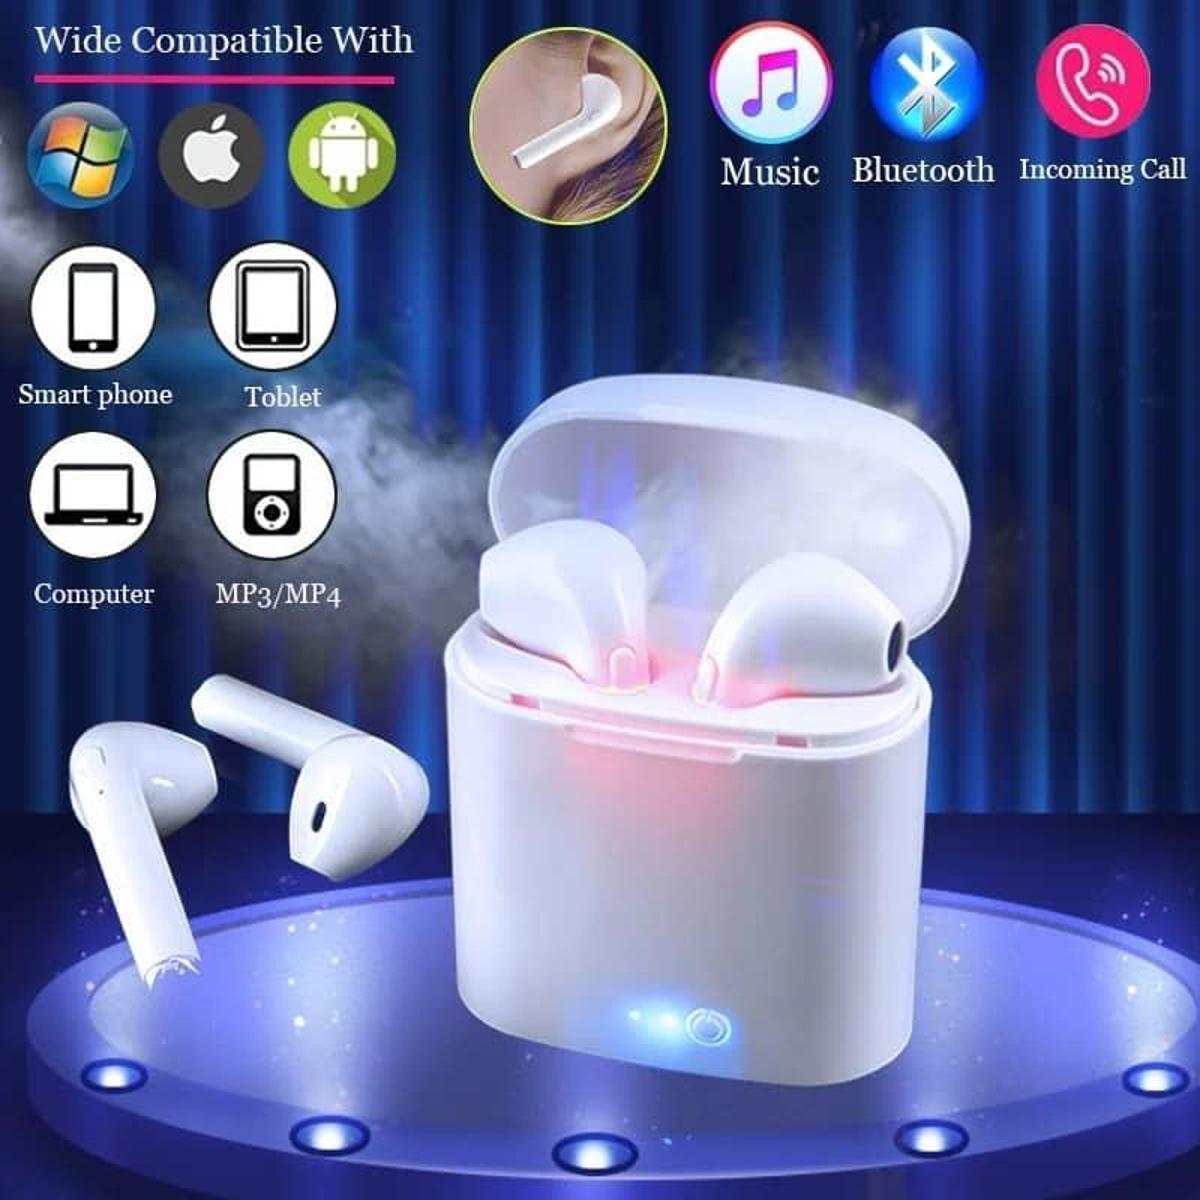 Wide Compatible With
Music
Bluetooth
Incoming Call
Smart phone
Toblet
Computer
MP3/MP4